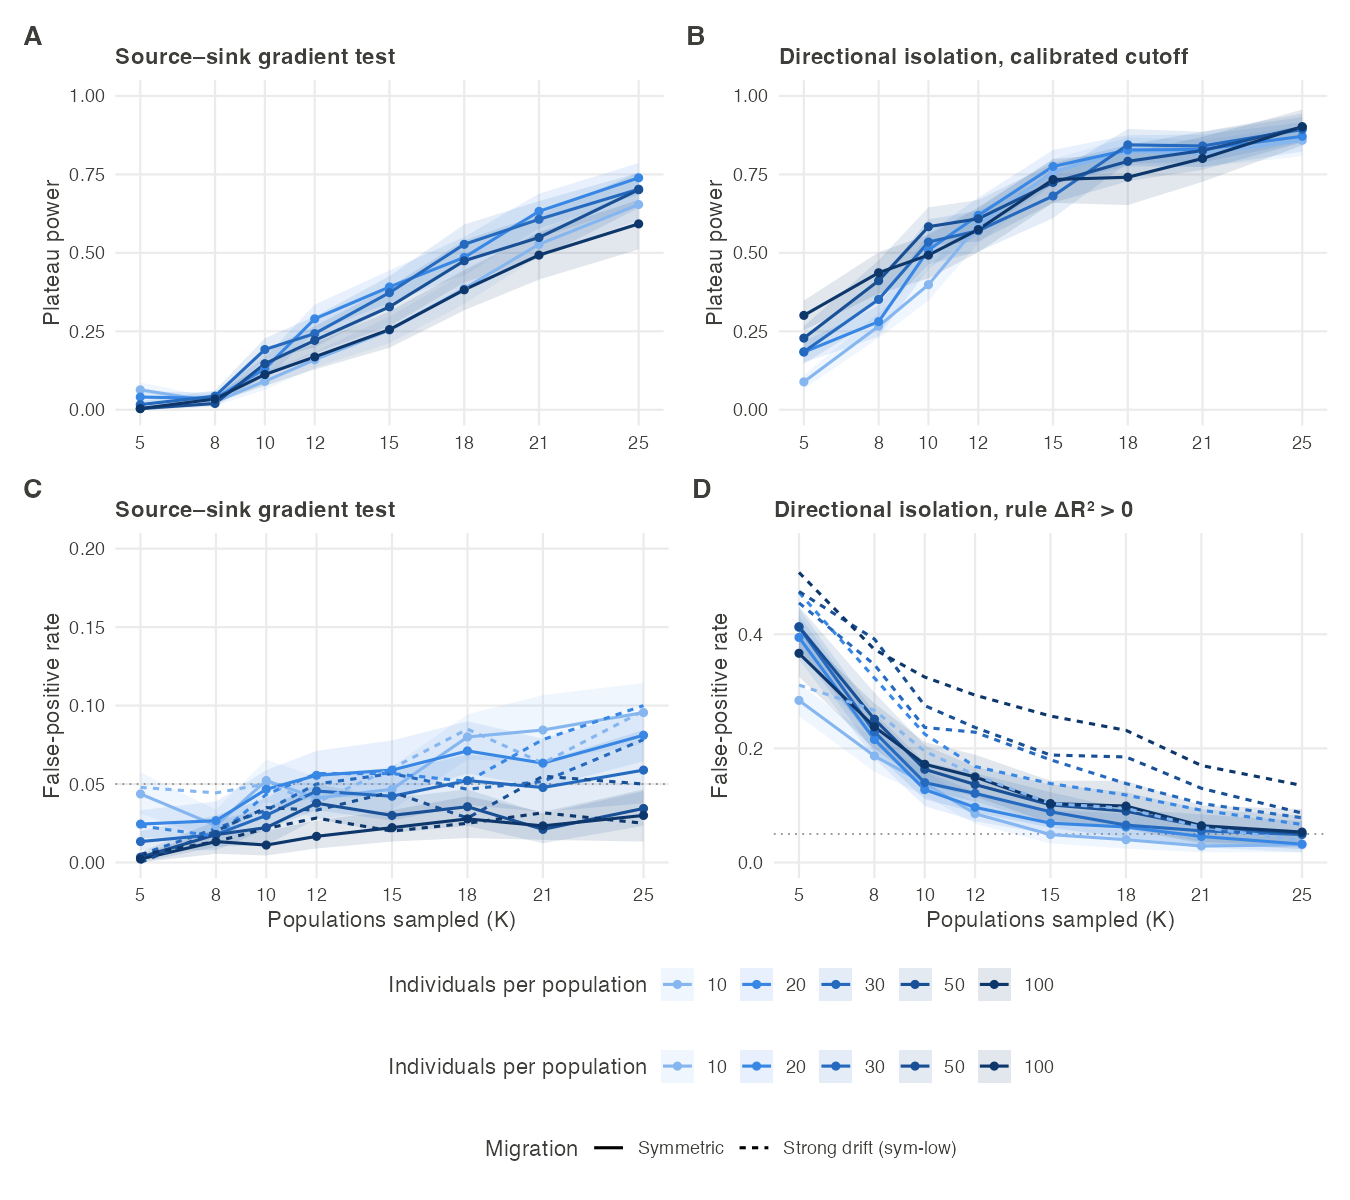 A
Source–sink gradient test
Plateau power
1.00
0.75
0.50
0.25
0.00
5 8 10 12 15 18 21 25
B
Directional isolation, calibrated cutoff
Plateau power
1.00
0.75
0.50
0.25
0.00
5 8 10 12 15 18 21 25
C
Source–sink gradient test
False-positive rate
0.20
0.15
0.10
0.05
0.00
5 8 10 12 15 18 21 25
Populations sampled (K)
D
Directional isolation, rule ΔR² > 0
False-positive rate
0.4
0.2
0.0
5 8 10 12 15 18 21 25
Populations sampled (K)
Individuals per population 10 20 30 50 100
Individuals per population 10 20 30 50 100
Migration Symmetric Strong drift (sym-low)